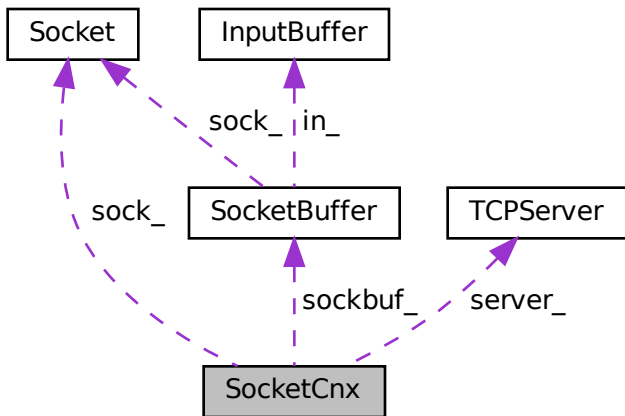 Socket
InputBuffer
sock_
in_
sock_
SocketBuffer
TCPServer
sockbuf_
server_
SocketCnx